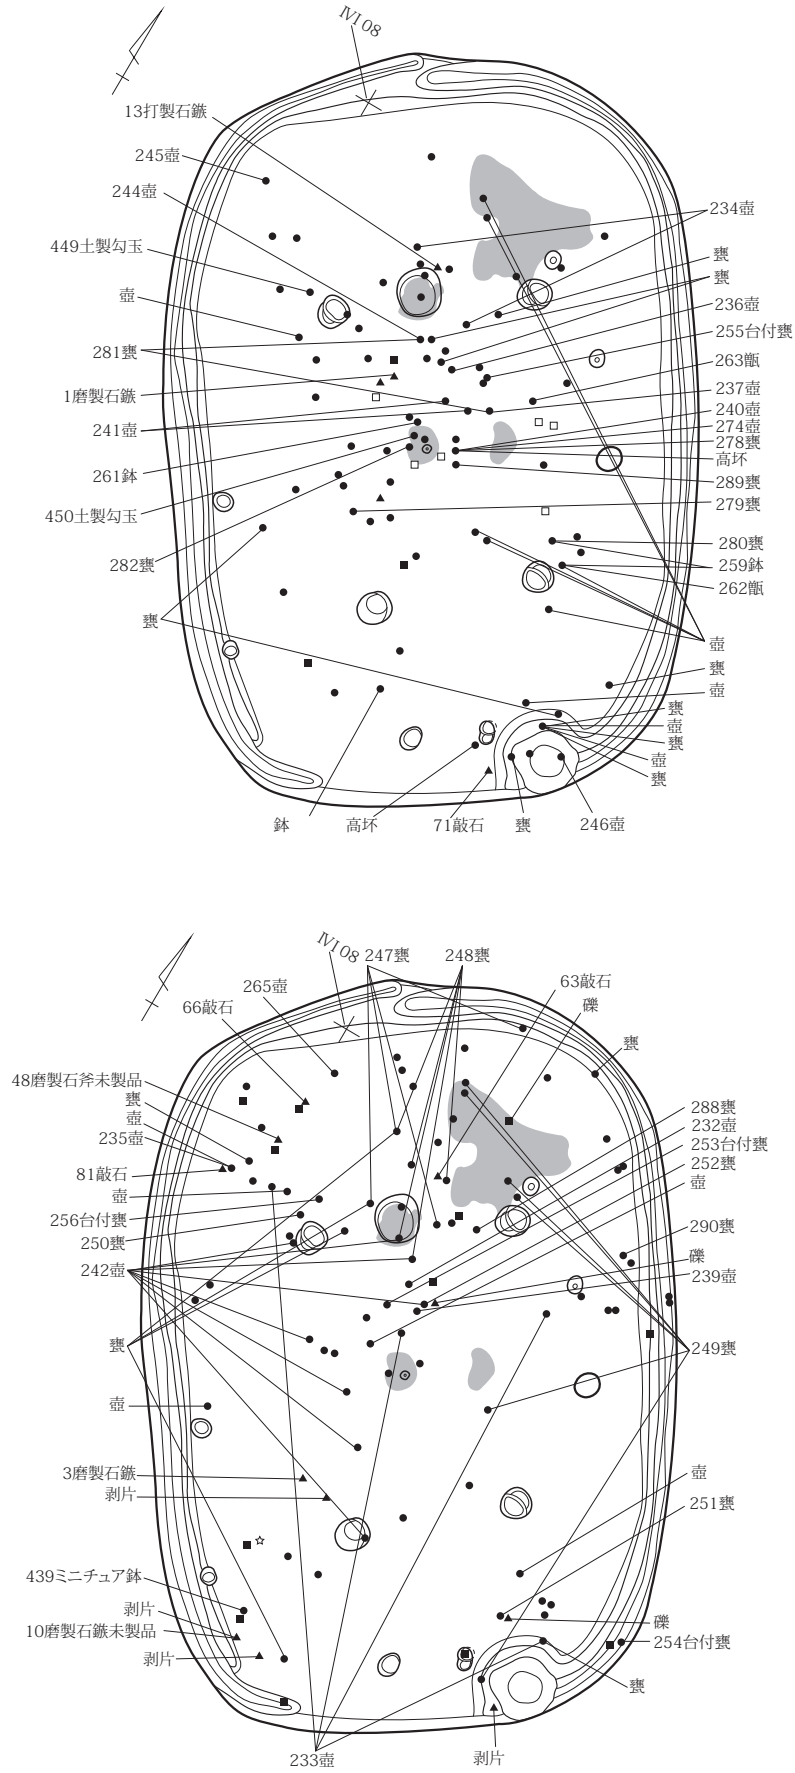 IVI08
13打製石鏃
245壺
244壺
449土製勾玉
壺
281甕
1磨製石鏃
241壺
261鉢
450土製勾玉
282甕
甕
234壺
甕
甕
236壺
255台付甕
263甑
237壺
240壺
274壺
278甕
高坏
289甕
279甕
280甕
259鉢
262甑
壺
甕
壺
甕
壺
甕
壺
甕
鉢
高坏
71敲石
甕
246壺
IVI08
247甕
248甕
265壺
63敲石
66敲石
礫
甕
48磨製石斧未製品
甕
壺
235壺
81敲石
壺
256台付甕
250甕
242壺
甕
壺
3磨製石鏃
剥片
439ミニチュア鉢
剥片
10磨製石鏃未製品
剥片
288甕
232壺
253台付甕
252甕
壺
290甕
礫
239壺
249甕
壺
251甕
礫
254台付甕
甕
233壺
剥片